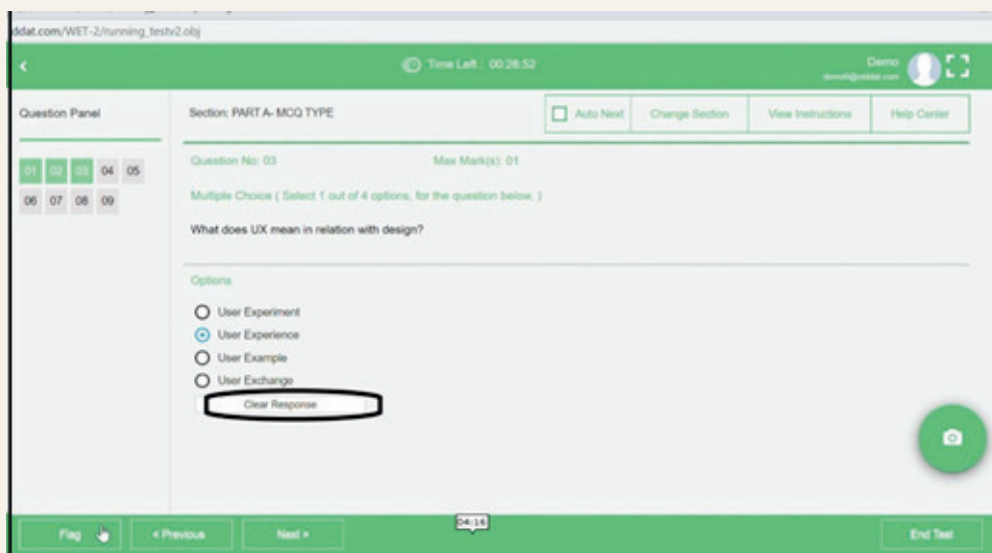 ddat.com/WET-2/running_testv2.obj
Time Left : 00:28:52
Demo
Question Panel
Section: PART A- MCQ TYPE
Auto Next
Change Section
View Instructions
Help Center
01 02 03 04 05
06 07 08 09
Question No: 03
Max Mark(s): 01
Multiple Choice ( Select 1 out of 4 options, for the question below. )
What does UX mean in relation with design?
Options
User Experiment
User Experience
User Example
User Exchange
Clear Response
Flag
< Previous
Next >
04:16
End Test